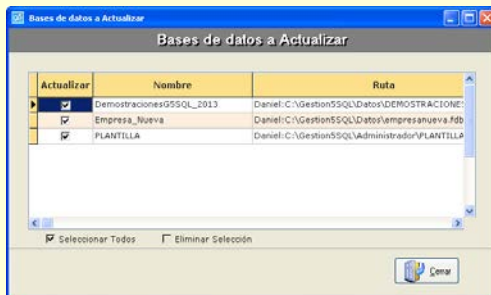 Bases de datos a Actualizar
Bases de datos a Actualizar
Actualizar Nombre Ruta
DemostracionesG5SQL_2013 Daniel:C:\Gestion5SQL\Datos\DEMOSTRACIONES
Empresa_Nueva Daniel:C:\Gestion5SQL\Datos\empresanueva.fdb
PLANTILLA Daniel:C:\Gestion5SQL\Administrador\PLANTILLA
Seleccionar Todos Eliminar Selección
Cerrar